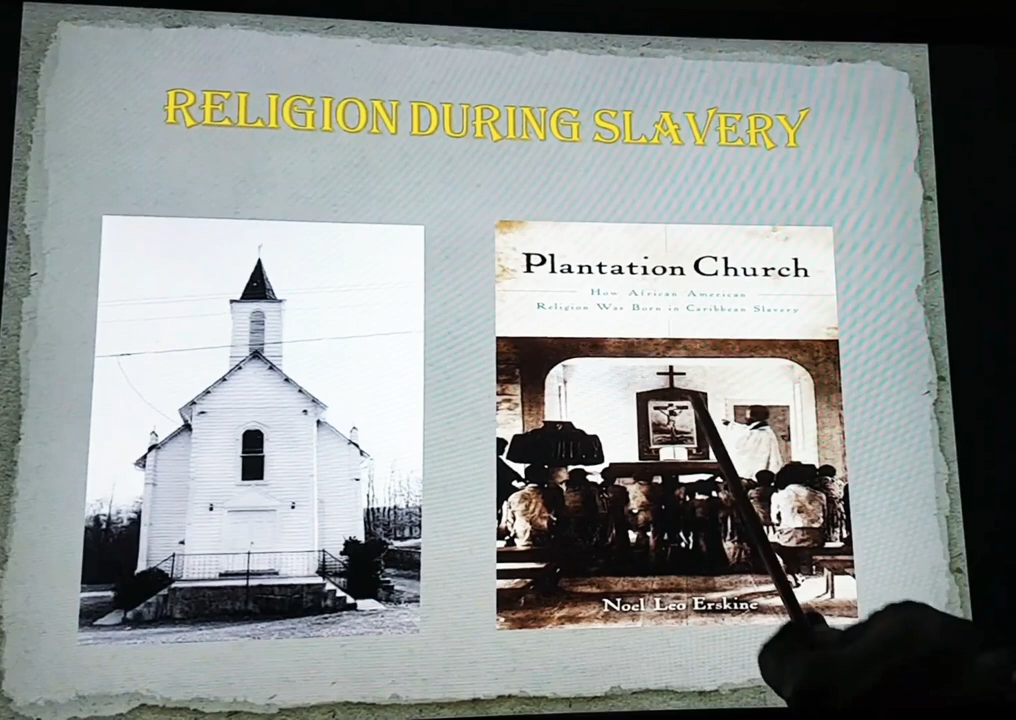 RELIGION DURING SLAVERY
Plantation Church
How African American
Religion Was Born in Caribbean Slavery
Noel Leo Erskine